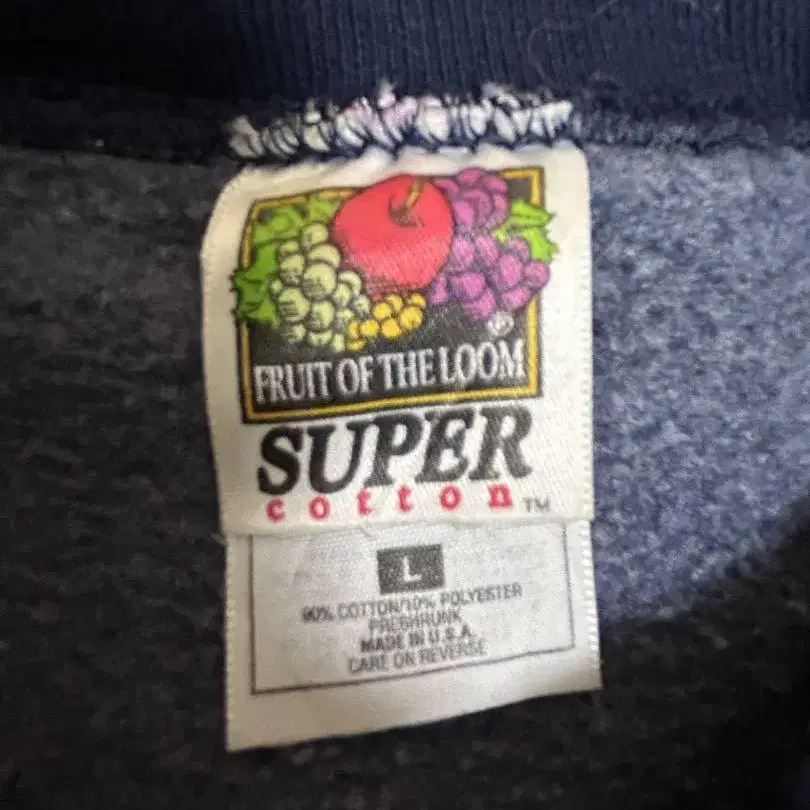 ®
FRUIT OF THE LOOM
SUPER
cotton™
L
90% COTTON/10% POLYESTER
PRESHRUNK
MADE IN U.S.A.
CARE ON REVERSE